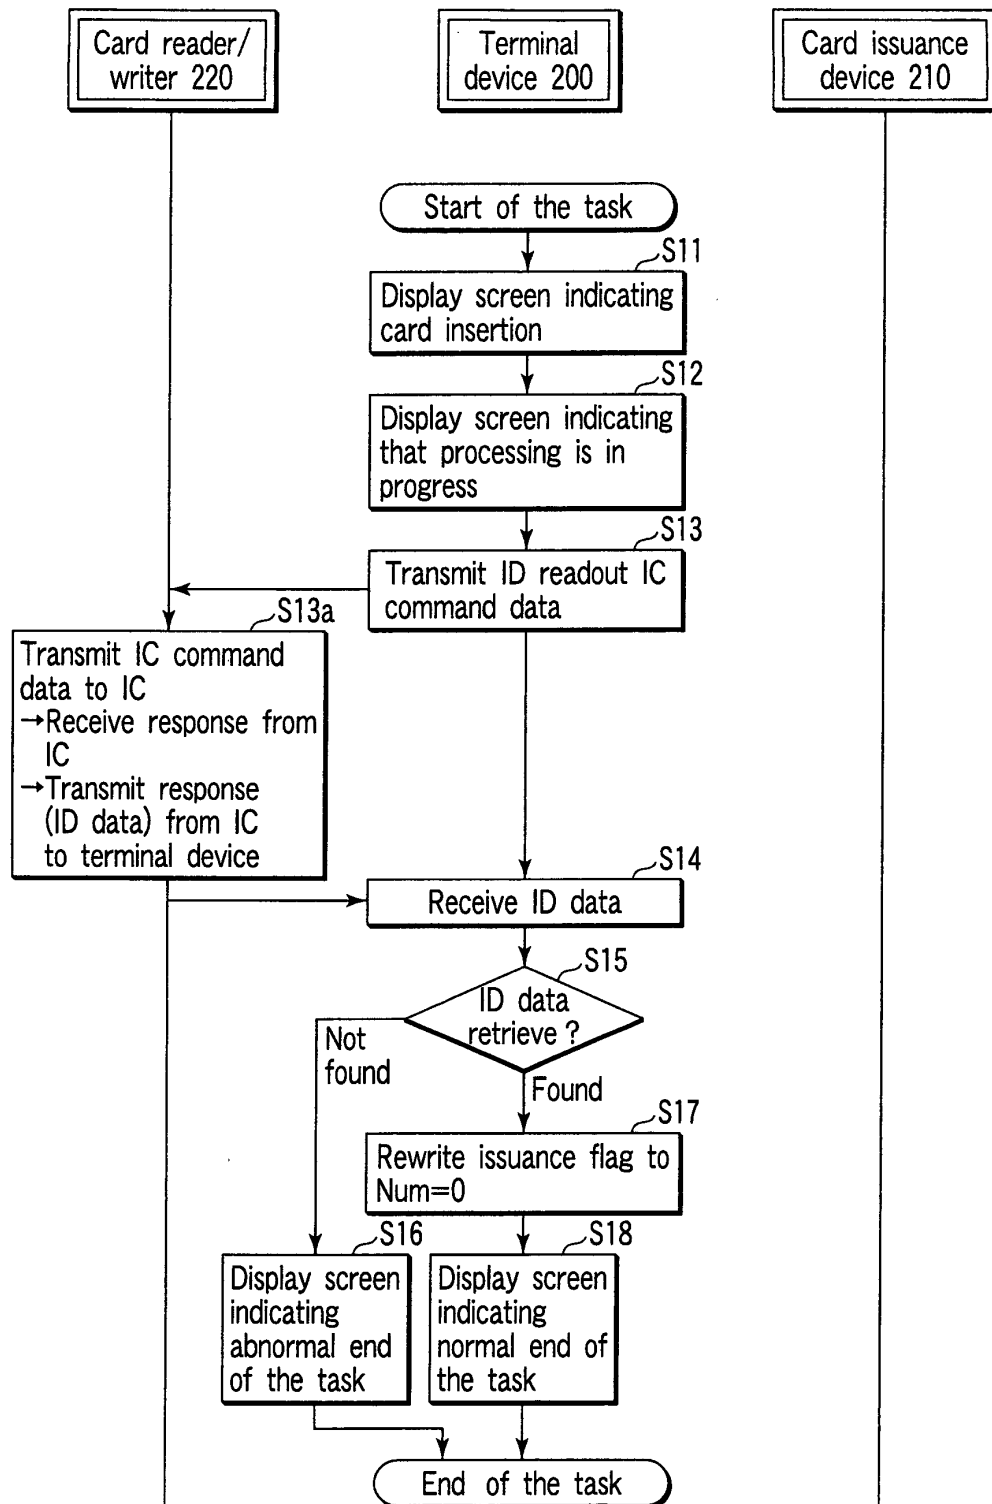 Card reader/
writer 220
Terminal
device 200
Card issuance
device 210
Start of the task
S11
Display screen indicating
card insertion
S12
Display screen indicating
that processing is in
progress
S13
Transmit ID readout IC
command data
S13a
Transmit IC command
data to IC
→Receive response from
IC
→Transmit response
(ID data) from IC
to terminal device
S14
Receive ID data
S15
ID data
retrieve ?
Not
found
Found
S17
Rewrite issuance flag to
Num=0
S16
Display screen
indicating
abnormal end
of the task
S18
Display screen
indicating
normal end of
the task
End of the task